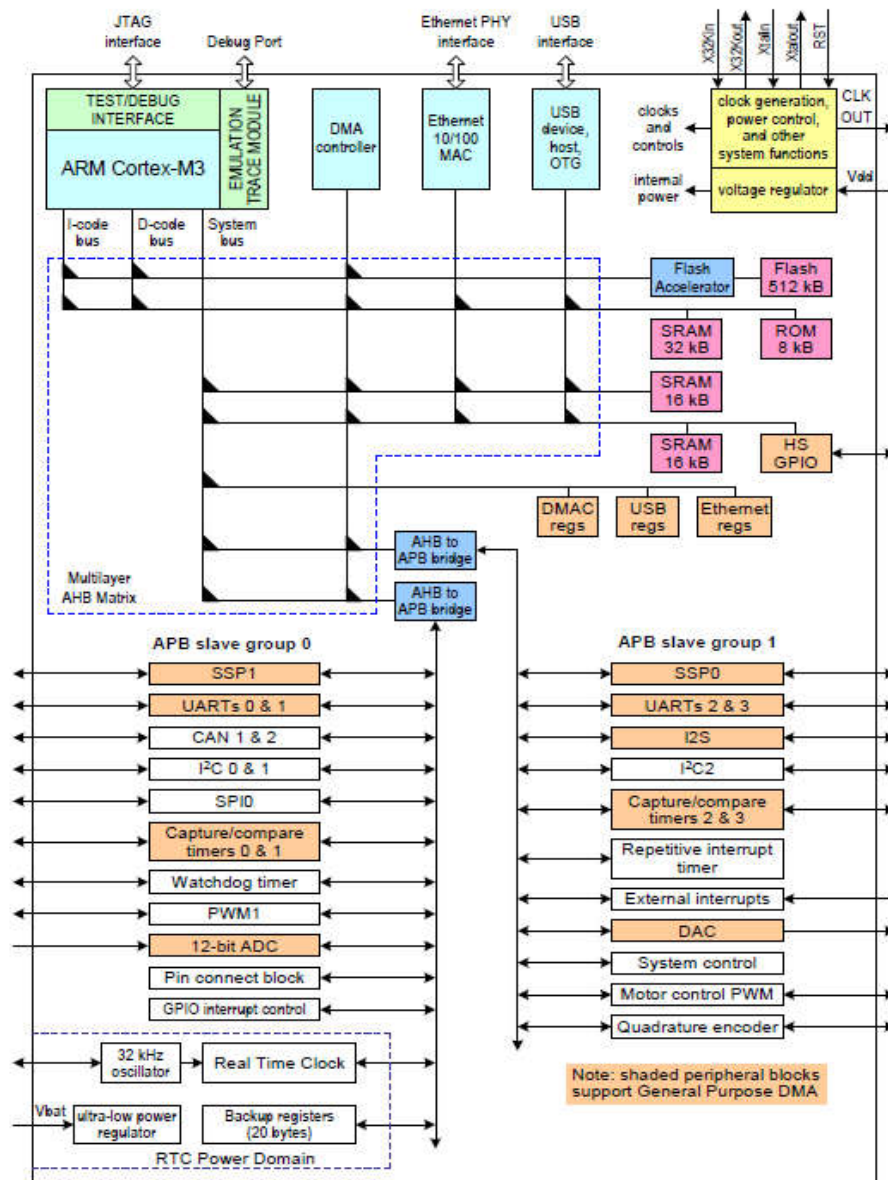 JTAG
interface
Debug Port
Ethernet PHY
interface
USB
interface
X32Kin
X32Kout
Xtalin
Xtalout
RST
TEST/DEBUG
INTERFACE
ARM Cortex-M3
EMULATION
TRACE MODULE
DMA
controller
Ethernet
10/100
MAC
USB
device,
host,
OTG
clocks
and
controls
clock generation,
power control,
and other
system functions
CLK
OUT
internal
power
voltage regulator
Vdd
I-code
bus
D-code
bus
System
bus
Flash
Accelerator
Flash
512 kB
SRAM
32 kB
ROM
8 kB
SRAM
16 kB
SRAM
16 kB
HS
GPIO
DMAC
regs
USB
regs
Ethernet
regs
AHB to
APB bridge
Multilayer
AHB Matrix
AHB to
APB bridge
APB slave group 0
SSP1
UARTs 0 & 1
CAN 1 & 2
I²C 0 & 1
SPI0
Capture/compare
timers 0 & 1
Watchdog timer
PWM1
12-bit ADC
Pin connect block
GPIO interrupt control
32 kHz
oscillator
Real Time Clock
Vbat
ultra-low power
regulator
Backup registers
(20 bytes)
RTC Power Domain
APB slave group 1
SSP0
UARTs 2 & 3
I2S
I²C2
Capture/compare
timers 2 & 3
Repetitive interrupt
timer
External interrupts
DAC
System control
Motor control PWM
Quadrature encoder
Note: shaded peripheral blocks
support General Purpose DMA